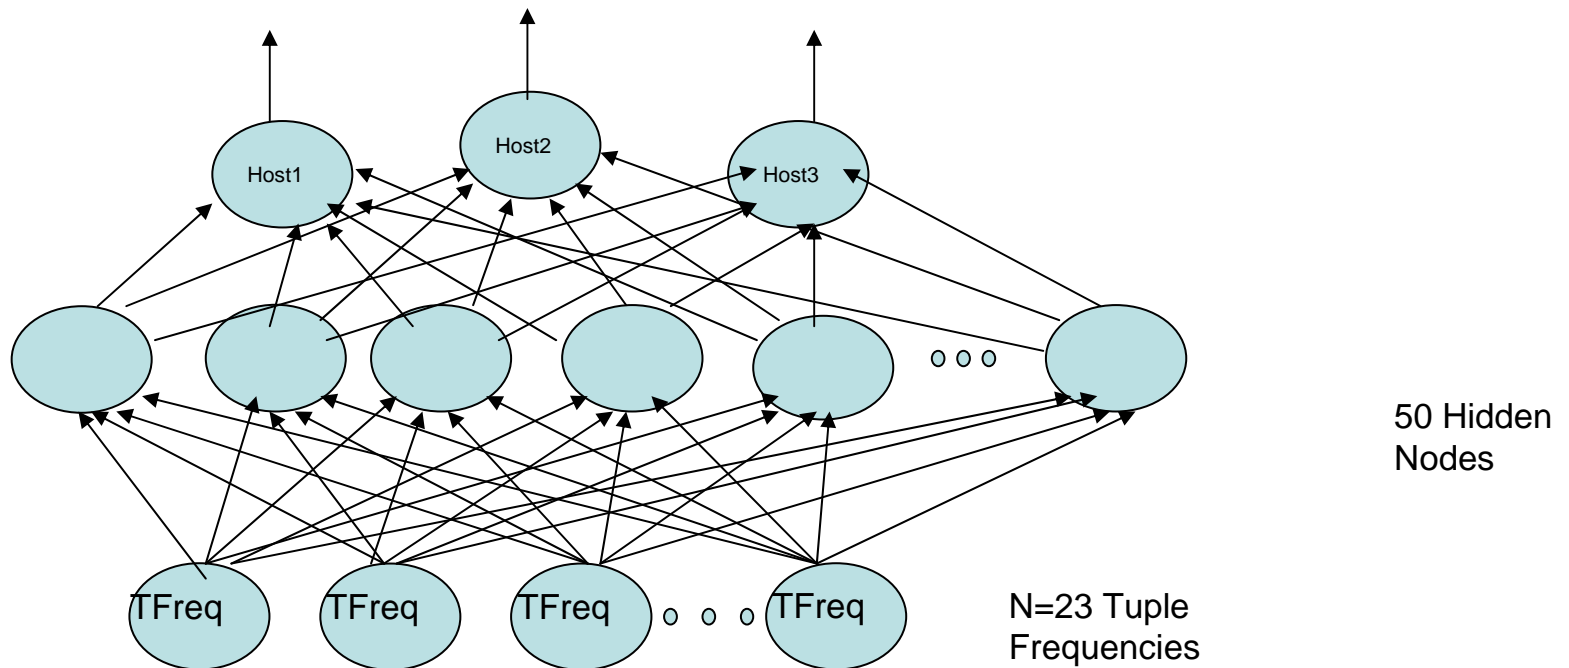 Host1
Host2
Host3
50 Hidden
Nodes
TFreq
TFreq
TFreq
TFreq
N=23 Tuple
Frequencies